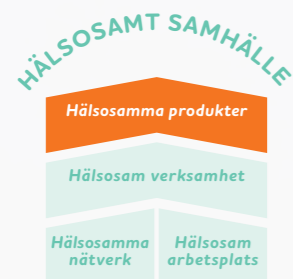 HÄLSOSAMT SAMHÄLLE
Hälsosamma produkter
Hälsosam verksamhet
Hälsosamma
nätverk
Hälsosam
arbetsplats